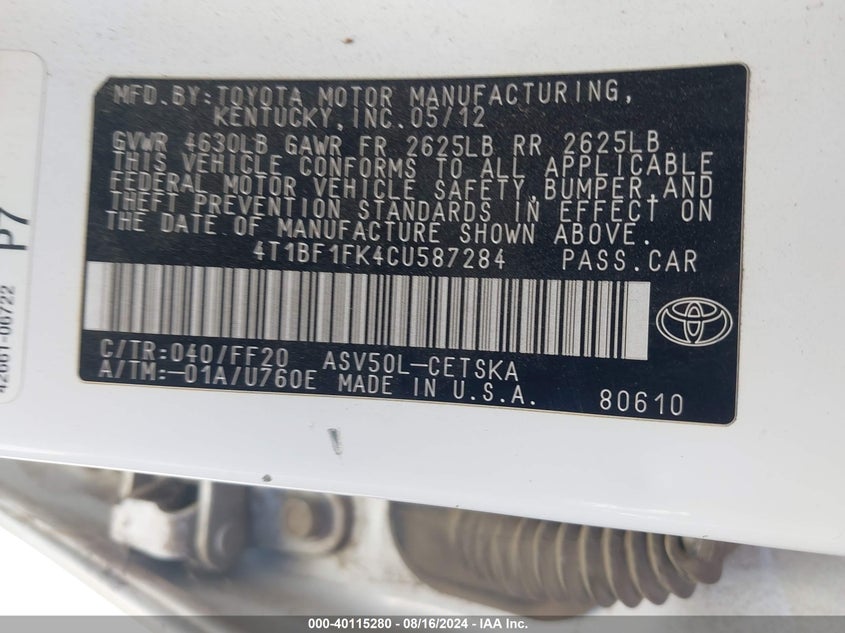 MFD.BY:TOYOTA MOTOR MANUFACTURING,
KENTUCKY,INC.05/12
GVWR 4630LB GAWR FR 2625LB RR 2625LB
THIS VEHICLE CONFORMS TO ALL APPLICABLE
FEDERAL MOTOR VEHICLE SAFETY,BUMPER,AND
THEFT PREVENTION STANDARDS IN EFFECT ON
THE DATE OF MANUFACTURE SHOWN ABOVE.
4T1BF1FK4CU587284 PASS.CAR
C/TR:040/FF20 ASV50L-CETSKA
A/TM:-01A/U760E MADE IN U.S.A. 80610
P7
42661-06722
000-40115280 - 08/16/2024 - IAA Inc.